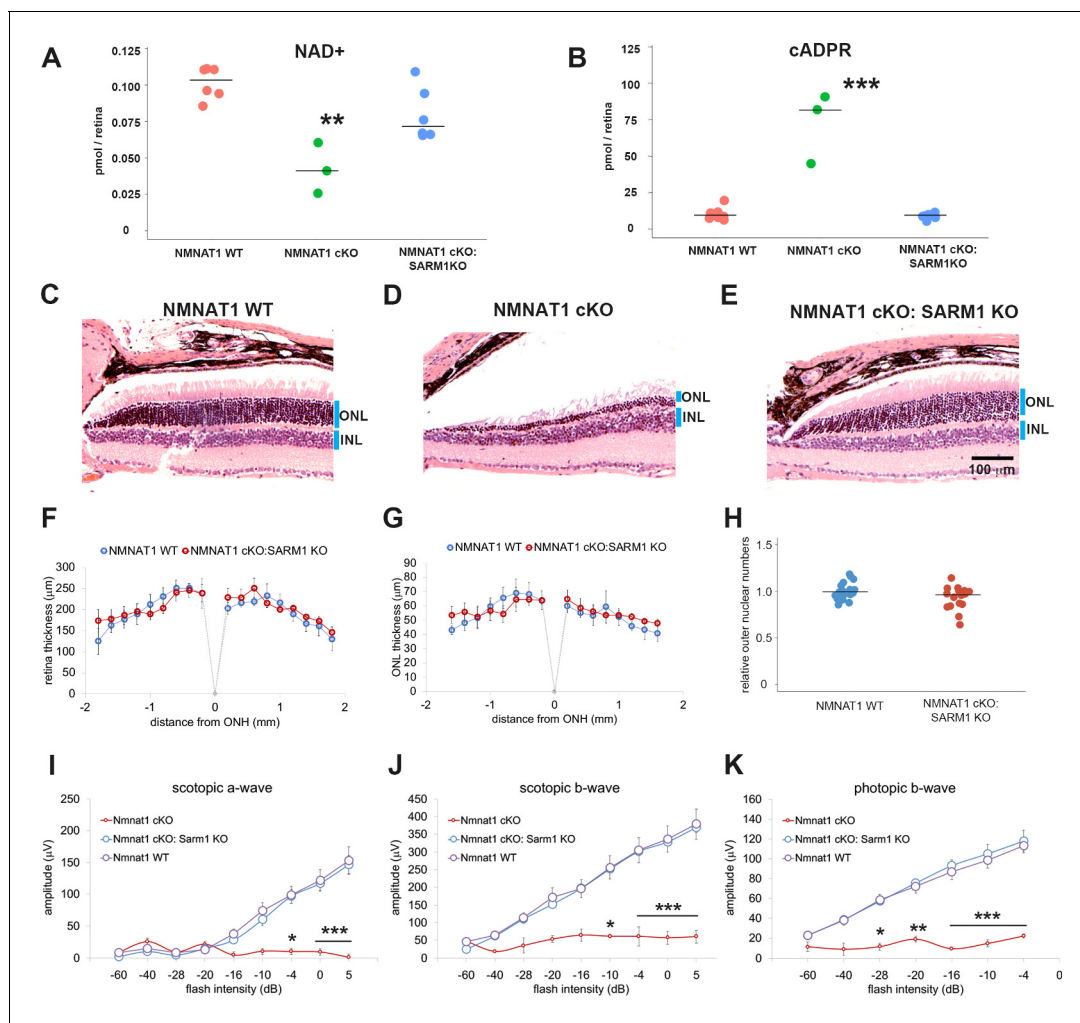 A
NAD+
0.125
0.100
0.075
0.050
0.025
0
pmol / retina
**
NMNAT1 WT
NMNAT1 cKO
NMNAT1 cKO:
SARM1KO
B
cADPR
125
100
75
50
25
0
pmol / retina
***
NMNAT1 WT
NMNAT1 cKO
NMNAT1 cKO:
SARM1KO
C
NMNAT1 WT
ONL
INL
D
NMNAT1 cKO
ONL
INL
E
NMNAT1 cKO: SARM1 KO
ONL
INL
100 μm
F
NMNAT1 WT NMNAT1 cKO:SARM1 KO
300
250
200
150
100
50
0
retina thickness (μm)
-2 -1 0 1 2
distance from ONH (mm)
G
NMNAT1 WT NMNAT1 cKO:SARM1 KO
90
80
70
60
50
40
30
20
10
0
ONL thickness (μm)
-2 -1 0 1 2
distance from ONH (mm)
H
1.5
1.0
0.5
0
relative outer nuclear numbers
NMNAT1 WT
NMNAT1 cKO:
SARM1 KO
I
scotopic a-wave
250
200
150
100
50
0
amplitude (μV)
Nmnat1 cKO
Nmnat1 cKO: Sarm1 KO
Nmnat1 WT
* ***
-60 -40 -28 -20 -16 -10 -4 0 5
flash intensity (dB)
J
scotopic b-wave
450
400
350
300
250
200
150
100
50
0
amplitude (μV)
Nmnat1 cKO
Nmnat1 cKO: Sarm1 KO
Nmnat1 WT
* ***
-60 -40 -28 -20 -16 -10 -4 0 5
flash intensity (dB)
K
photopic b-wave
160
140
120
100
80
60
40
20
0
amplitude (μV)
Nmnat1 cKO
Nmnat1 cKO: Sarm1 KO
Nmnat1 WT
* ** ***
-60 -40 -28 -20 -16 -10 -4 (dB)
flash intensity (dB)